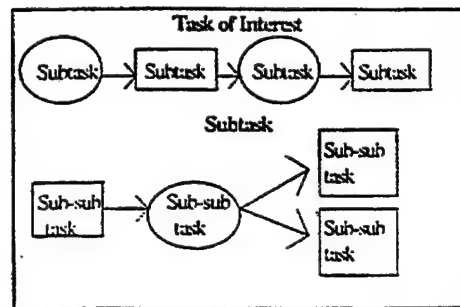 Task of Interest
Subtask Subtask Subtask Subtask
Subtask
Sub-sub
task
Sub-sub
task
Sub-sub
task
Sub-sub
task